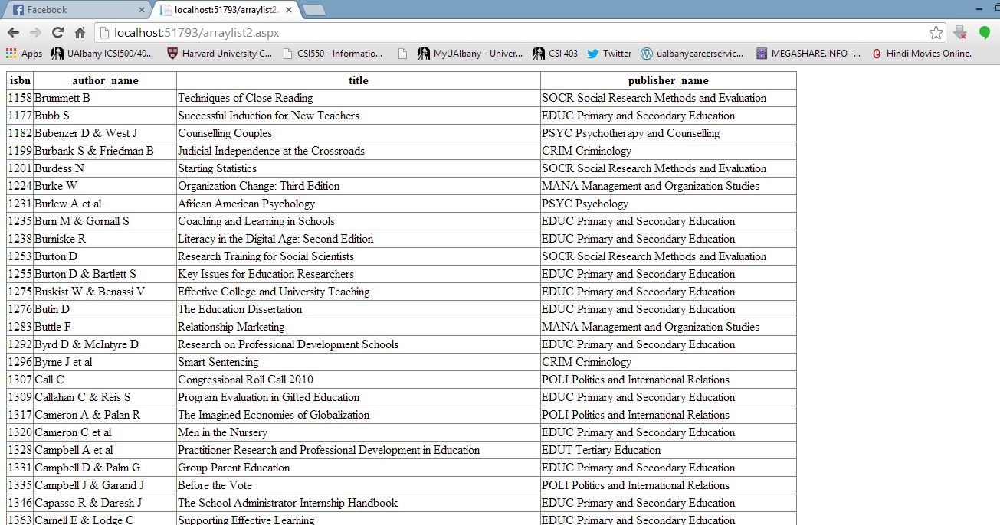 Facebook
localhost:51793/arraylist2.
localhost:51793/arraylist2.aspx
Apps UAlbany ICSI500/40... Harvard University C... CSI550 - Informatio... MyUAlbany - Univer... CSI 403 Twitter ualbanycareerservic... MEGASHARE.INFO -... Hindi Movies Online.
isbn author_name title publisher_name
1158 Brummett B Techniques of Close Reading SOCR Social Research Methods and Evaluation
1177 Bubb S Successful Induction for New Teachers EDUC Primary and Secondary Education
1182 Bubenzer D & West J Counselling Couples PSYC Psychotherapy and Counselling
1199 Burbank S & Friedman B Judicial Independence at the Crossroads CRIM Criminology
1201 Burdess N Starting Statistics SOCR Social Research Methods and Evaluation
1224 Burke W Organization Change: Third Edition MANA Management and Organization Studies
1231 Burlew A et al African American Psychology PSYC Psychology
1235 Burn M & Gornall S Coaching and Learning in Schools EDUC Primary and Secondary Education
1238 Burniske R Literacy in the Digital Age: Second Edition EDUC Primary and Secondary Education
1253 Burton D Research Training for Social Scientists SOCR Social Research Methods and Evaluation
1255 Burton D & Bartlett S Key Issues for Education Researchers EDUC Primary and Secondary Education
1275 Buskist W & Benassi V Effective College and University Teaching EDUC Primary and Secondary Education
1276 Butin D The Education Dissertation EDUC Primary and Secondary Education
1283 Buttle F Relationship Marketing MANA Management and Organization Studies
1292 Byrd D & McIntyre D Research on Professional Development Schools EDUC Primary and Secondary Education
1296 Byrne J et al Smart Sentencing CRIM Criminology
1307 Call C Congressional Roll Call 2010 POLI Politics and International Relations
1309 Callahan C & Reis S Program Evaluation in Gifted Education EDUC Primary and Secondary Education
1317 Cameron A & Palan R The Imagined Economies of Globalization POLI Politics and International Relations
1320 Cameron C et al Men in the Nursery EDUC Primary and Secondary Education
1328 Campbell A et al Practitioner Research and Professional Development in Education EDUT Tertiary Education
1331 Campbell D & Palm G Group Parent Education EDUC Primary and Secondary Education
1335 Campbell J & Garand J Before the Vote POLI Politics and International Relations
1346 Capasso R & Daresh J The School Administrator Internship Handbook EDUC Primary and Secondary Education
1363 Carnell E & Lodge C Supporting Effective Learning EDUC Primary and Secondary Education